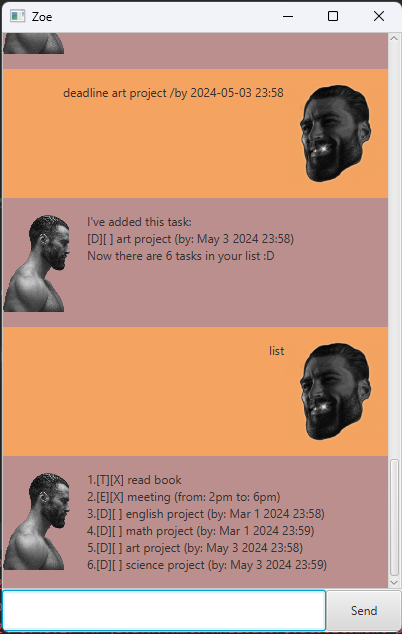 Zoe
deadline art project /by 2024-05-03 23:58
I've added this task:
[D][ ] art project (by: May 3 2024 23:58)
Now there are 6 tasks in your list :D
list
1.[T][X] read book
2.[E][X] meeting (from: 2pm to: 6pm)
3.[D][ ] english project (by: Mar 1 2024 23:58)
4.[D][ ] math project (by: Mar 1 2024 23:59)
5.[D][ ] art project (by: May 3 2024 23:58)
6.[D][ ] science project (by: May 3 2024 23:59)
Send